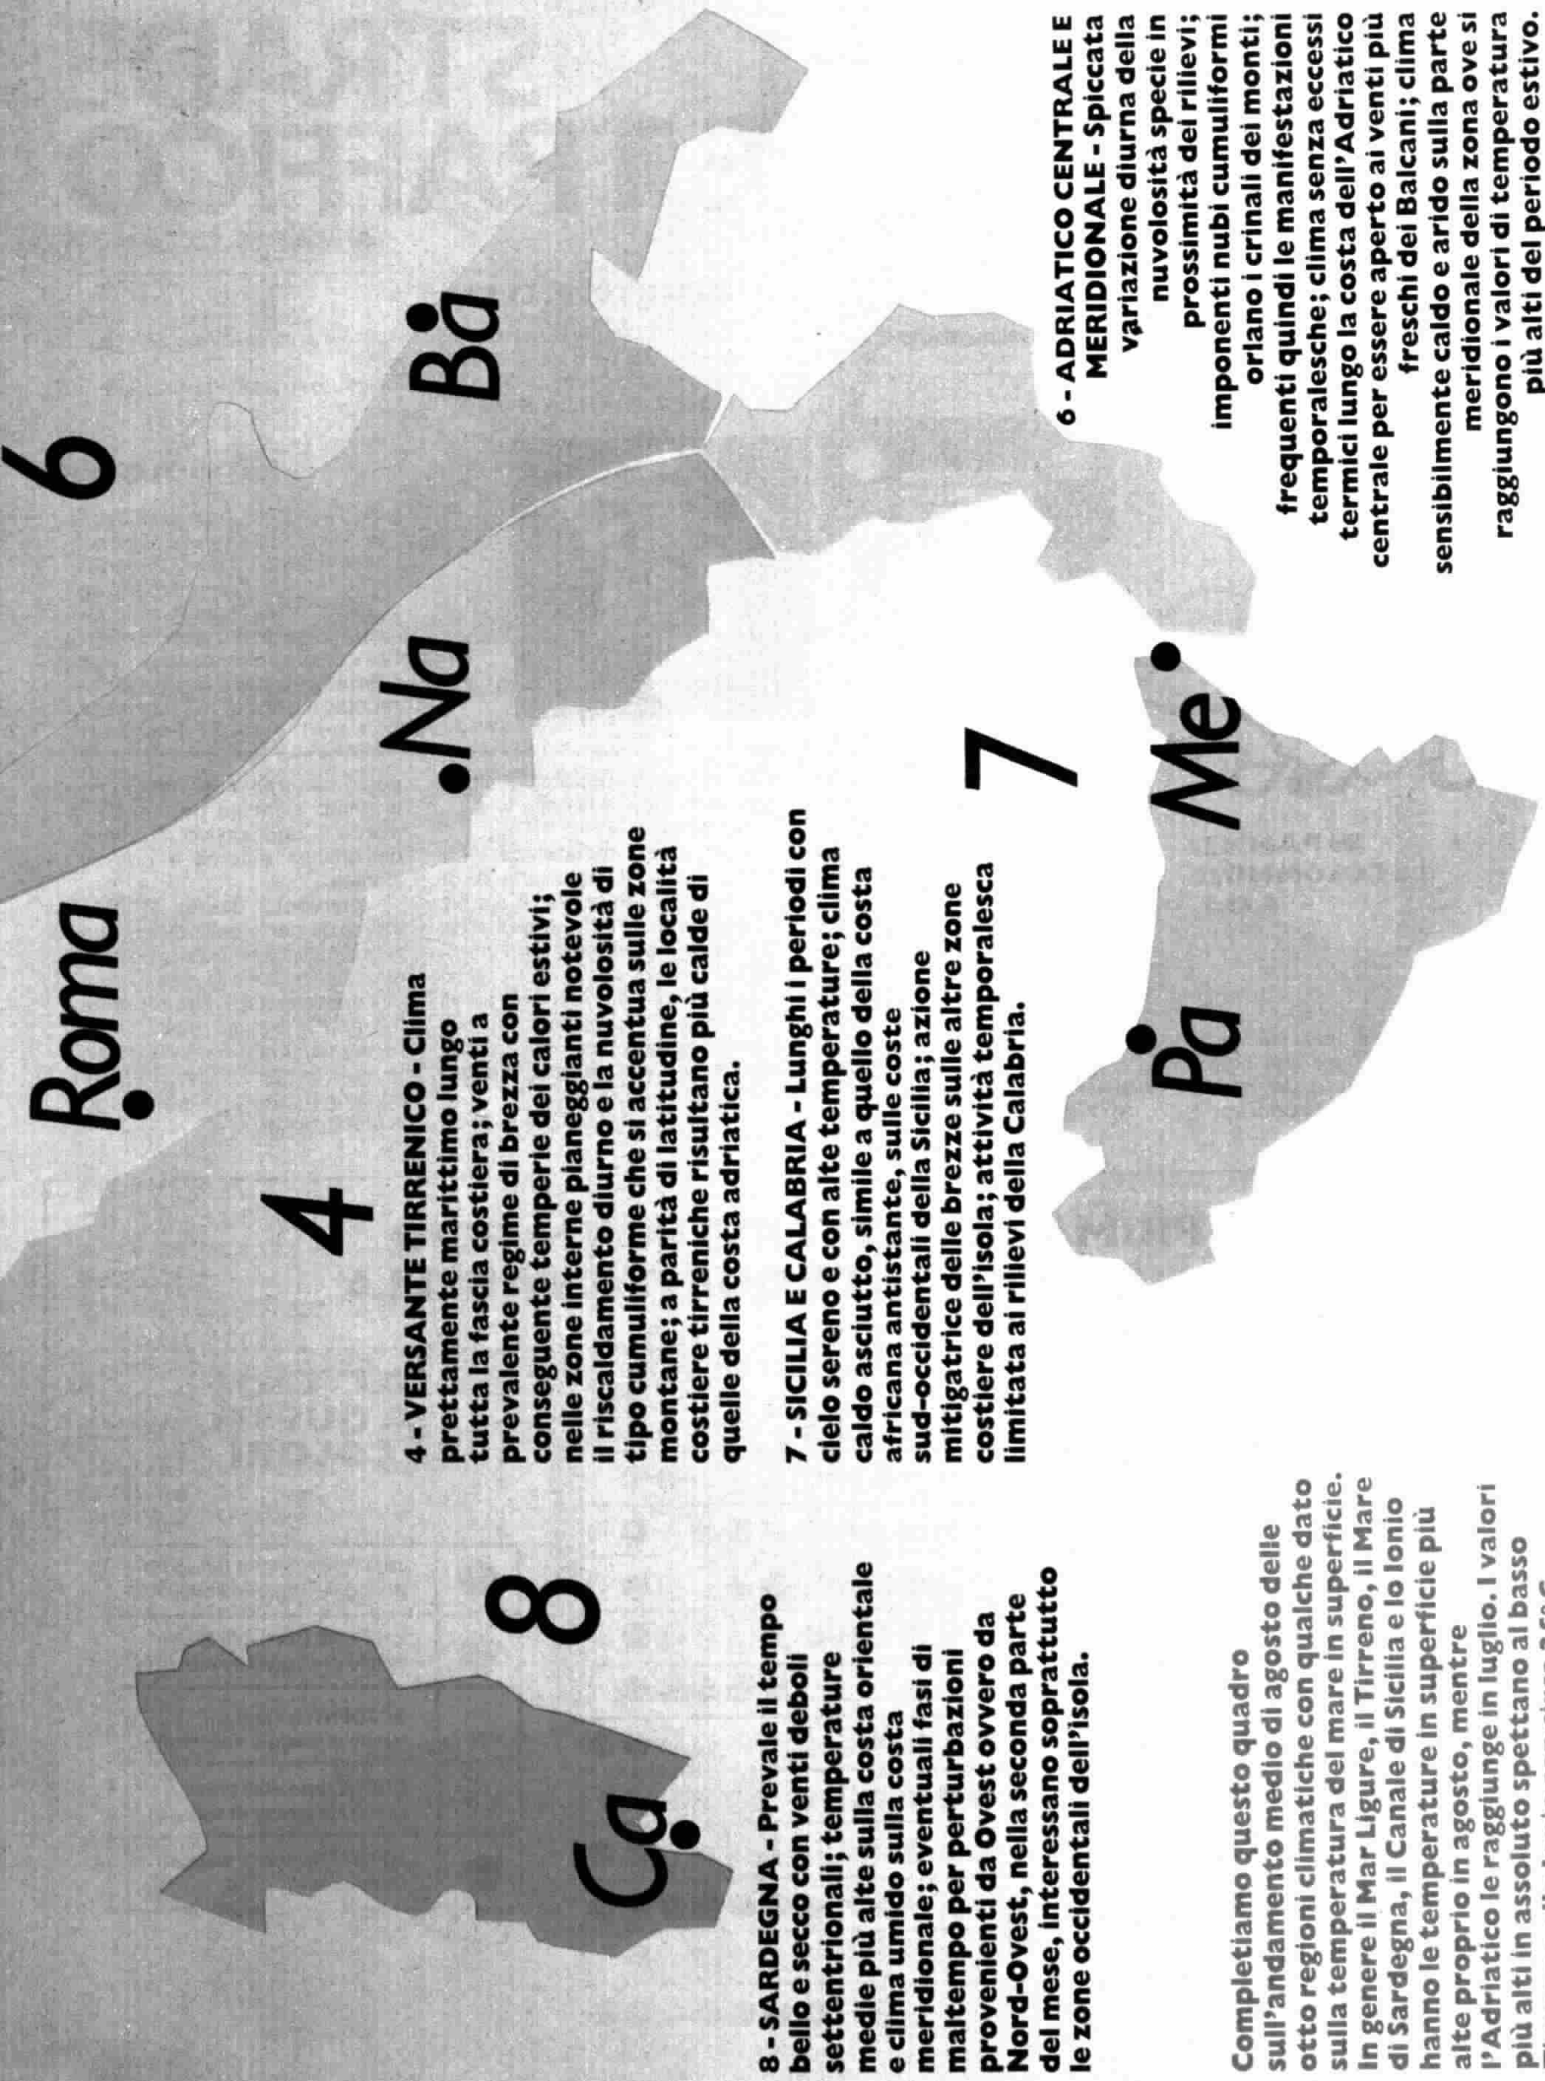 6
Roma
Ba
4
Na
8
Ca
7
Pa
Me
4 - VERSANTE TIRRENICO - Clima
prettamente marittimo lungo
tutta la fascia costiera; venti a
prevalente regime di brezza con
conseguente temperie dei calori estivi;
nelle zone interne pianeggianti notevole
il riscaldamento diurno e la nuvolosità di
tipo cumuliforme che si accentua sulle zone
montane; a parità di latitudine, le località
costiere tirreniche risultano più calde di
quelle della costa adriatica.
8 - SARDEGNA - Prevale il tempo
bello e secco con venti deboli
settentrionali; temperature
medie più alte sulla costa orientale
e clima umido sulla costa
meridionale; eventuali fasi di
maltempo per perturbazioni
provenienti da Ovest ovvero da
Nord-Ovest, nella seconda parte
del mese, interessano soprattutto
le zone occidentali dell'isola.
7 - SICILIA E CALABRIA - Lunghi i periodi con
cielo sereno e con alte temperature; clima
caldo asciutto, simile a quello della costa
africana antistante, sulle coste
sud-occidentali della Sicilia; azione
mitigatrice delle brezze sulle altre zone
costiere dell'isola; attività temporalesca
limitata ai rilievi della Calabria.
6 - ADRIATICO CENTRALE E
MERIDIONALE - Spiccata
variazione diurna della
nuvolosità specie in
prossimità dei rilievi;
imponenti nubi cumuliformi
orlano i crinali dei monti;
frequenti quindi le manifestazioni
temporalesche; clima senza eccessi
termici lungo la costa dell'Adriatico
centrale per essere aperto ai venti più
freschi dei Balcani; clima
sensibilmente caldo e arido sulla parte
meridionale della zona ove si
raggiungono i valori di temperatura
più alti del periodo estivo.
Completiamo questo quadro
sull'andamento medio di agosto delle
otto regioni climatiche con qualche dato
sulla temperatura del mare in superficie.
In genere il Mar Ligure, il Tirreno, il Mare
di Sardegna, il Canale di Sicilia e lo Ionio
hanno le temperature in superficie più
alte proprio in agosto, mentre
l'Adriatico le raggiunge in luglio. I valori
più alti in assoluto spettano al basso